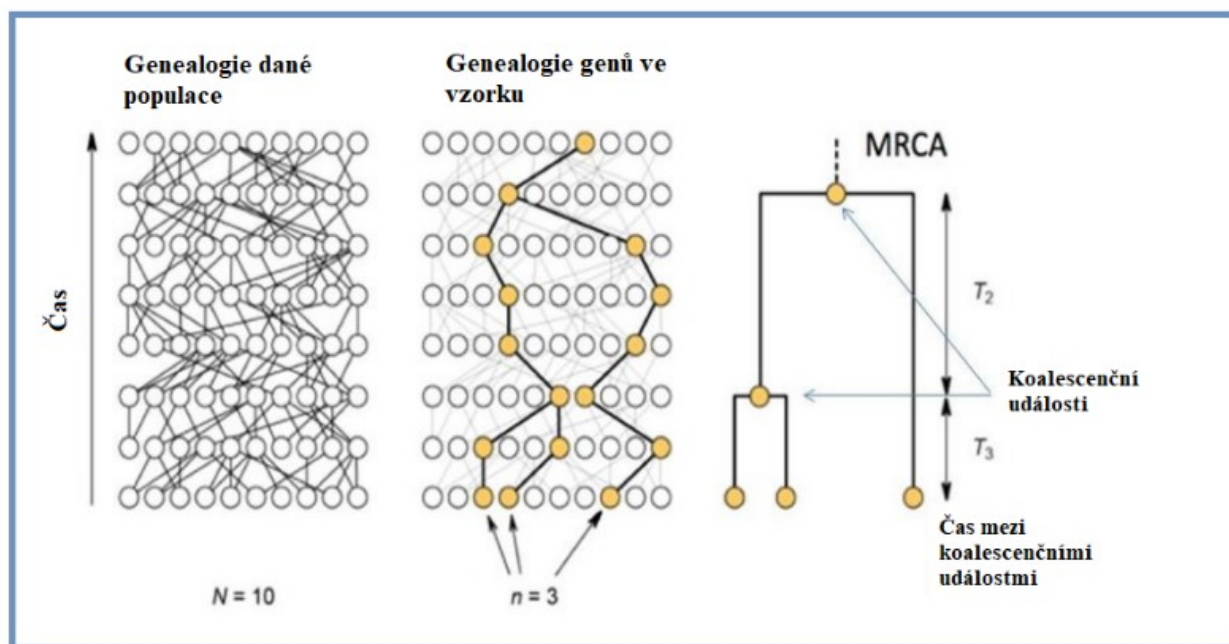 Genealogie dané
populace
Genealogie genů ve
vzorku
MRCA
Čas
T2
Koalescenční
události
T3
Čas mezi
koalescenčními
událostmi
N = 10
n = 3